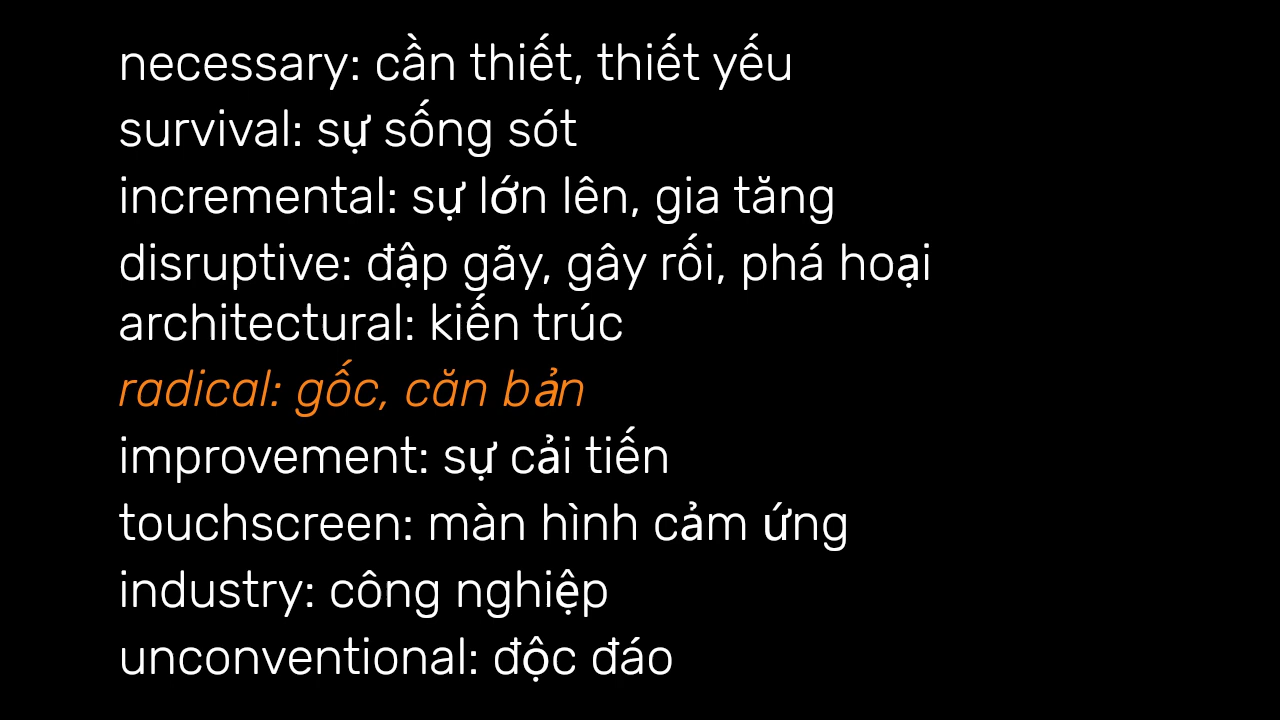 necessary: cần thiết, thiết yếu
survival: sự sống sót
incremental: sự lớn lên, gia tăng
disruptive: đập gãy, gây rối, phá hoại
architectural: kiến trúc
radical: gốc, căn bản
improvement: sự cải tiến
touchscreen: màn hình cảm ứng
industry: công nghiệp
unconventional: độc đáo